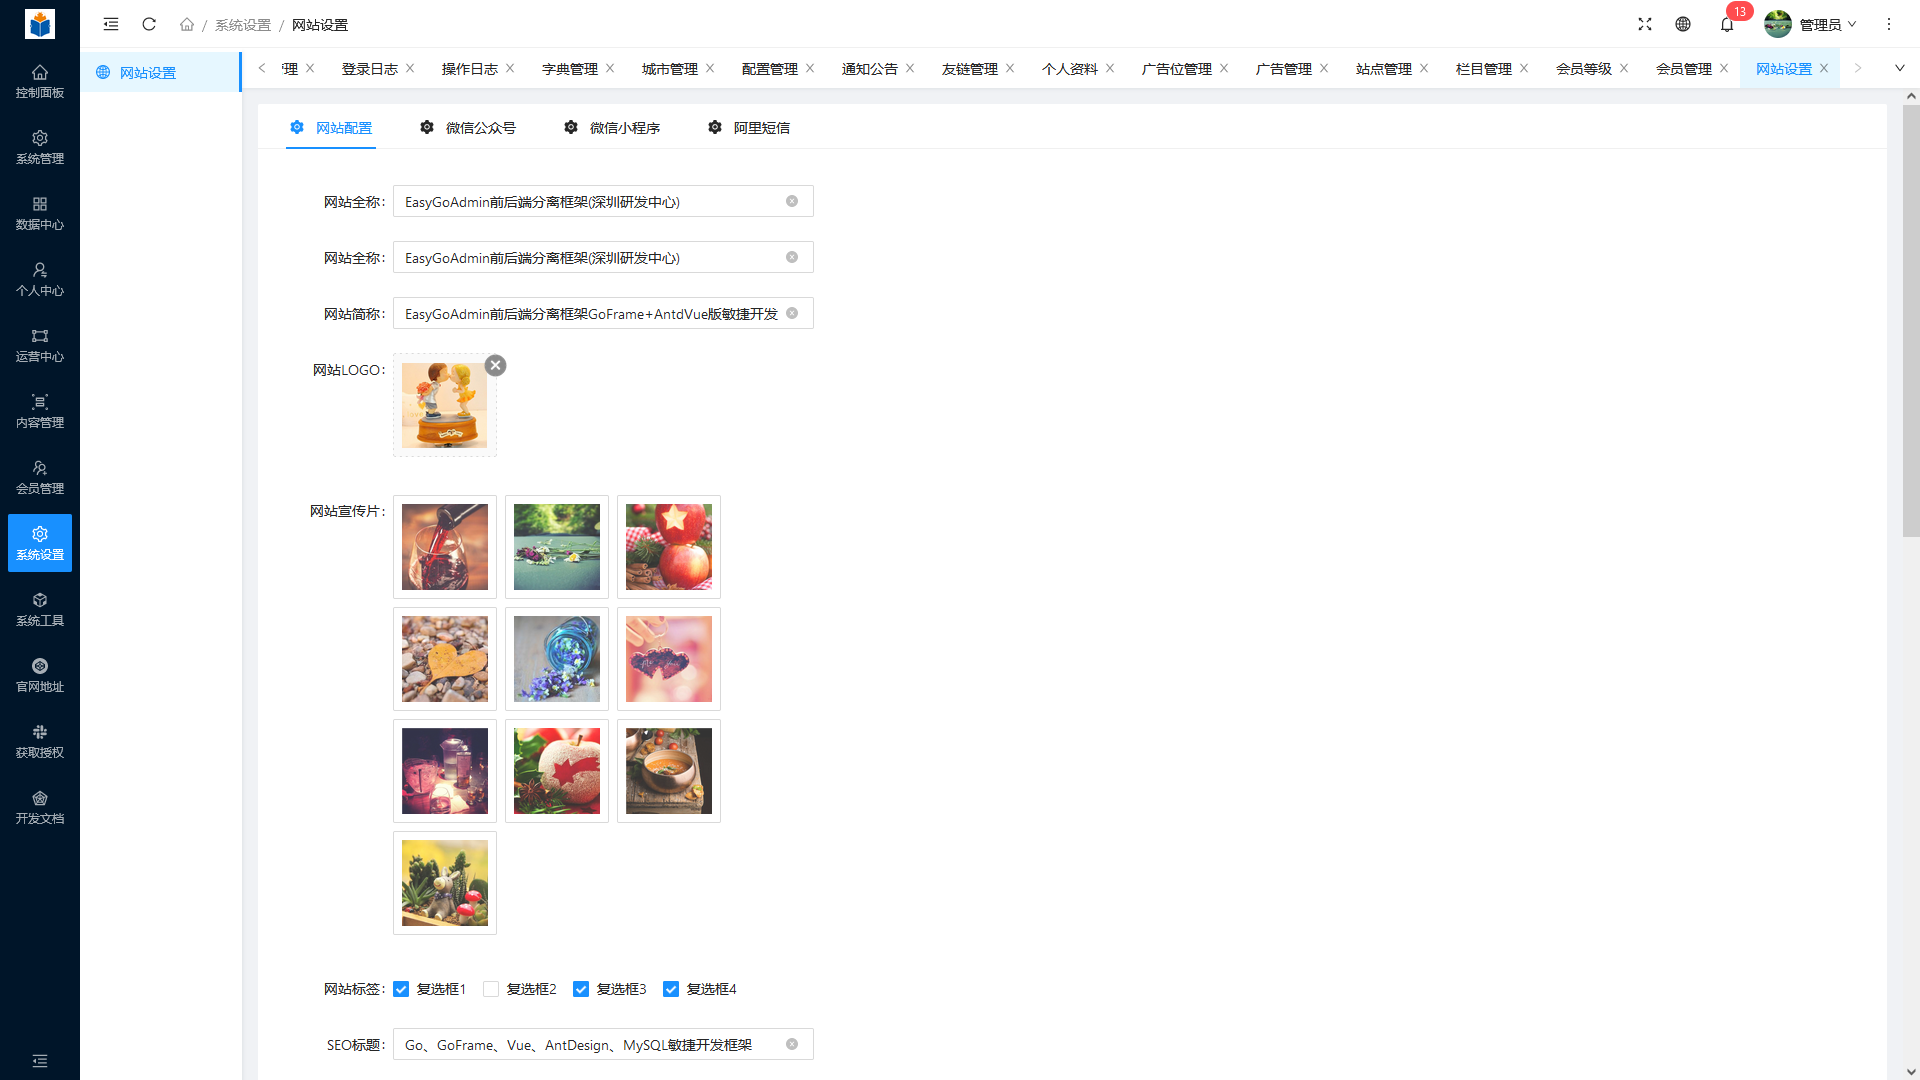 系统设置 / 网站设置
13
管理员
控制面板
系统管理
数据中心
个人中心
运营中心
内容管理
会员管理
系统设置
系统工具
官网地址
获取授权
开发文档
网站设置
理 登录日志 操作日志 字典管理 城市管理 配置管理 通知公告 友链管理 个人资料 广告位管理 广告管理 站点管理 栏目管理 会员等级 会员管理 网站设置
网站配置 微信公众号 微信小程序 阿里短信
网站全称: EasyGoAdmin前后端分离框架(深圳研发中心)
网站全称: EasyGoAdmin前后端分离框架(深圳研发中心)
网站简称: EasyGoAdmin前后端分离框架GoFrame+AntdVue版敏捷开发
网站LOGO:
网站宣传片:
网站标签: 复选框1 复选框2 复选框3 复选框4
SEO标题: Go、GoFrame、Vue、AntDesign、MySQL敏捷开发框架